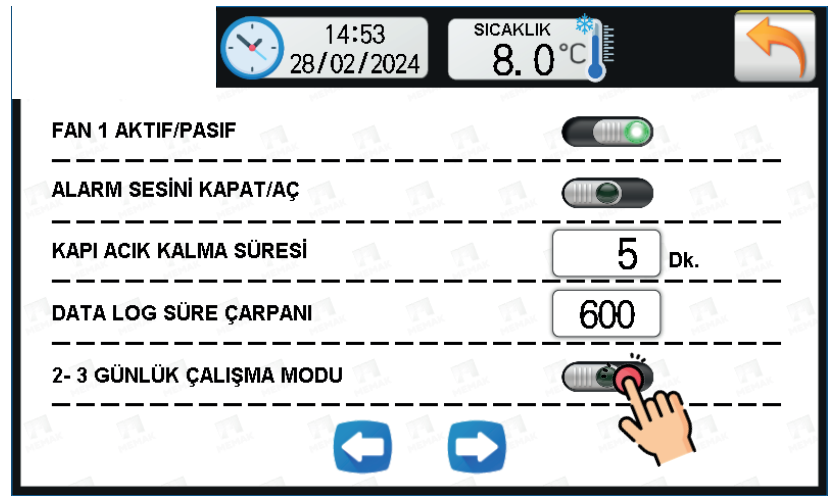 14:53
28/02/2024
SICAKLIK
8.0°C
FAN 1 AKTIF/PASIF
ALARM SESİNİ KAPAT/AÇ
KAPI ACIK KALMA SÜRESİ
5 Dk.
DATA LOG SÜRE ÇARPANI
600
2- 3 GÜNLÜK ÇALIŞMA MODU